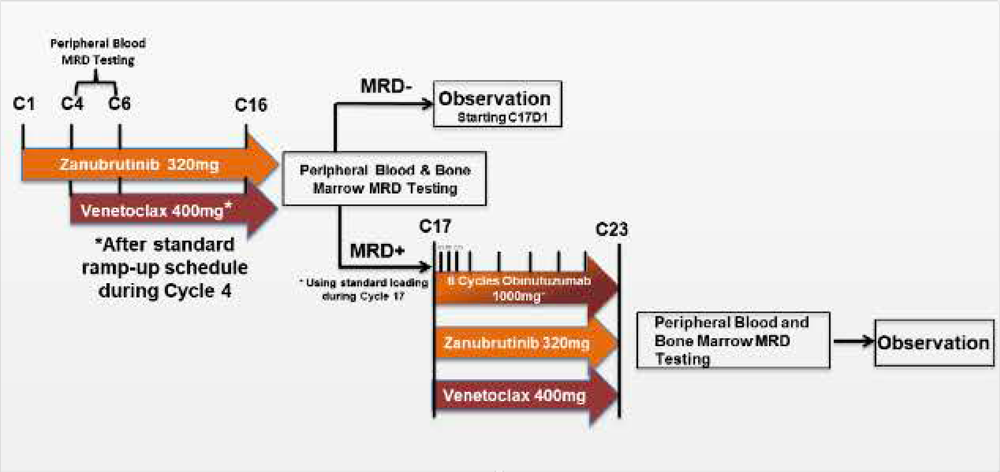 Peripheral Blood
MRD Testing
C1
C4
C6
C16
Zanubrutinib 320mg
Venetoclax 400mg*
*After standard
ramp-up schedule
during Cycle 4
MRD-
Observation
Starting C17D1
Peripheral Blood & Bone
Marrow MRD Testing
MRD+
* Using standard loading
during Cycle 17
C17
C23
Cycles Obinutuzumab
1000mg*
Zanubrutinib 320mg
Venetoclax 400mg
Peripheral Blood and
Bone Marrow MRD
Testing
Observation